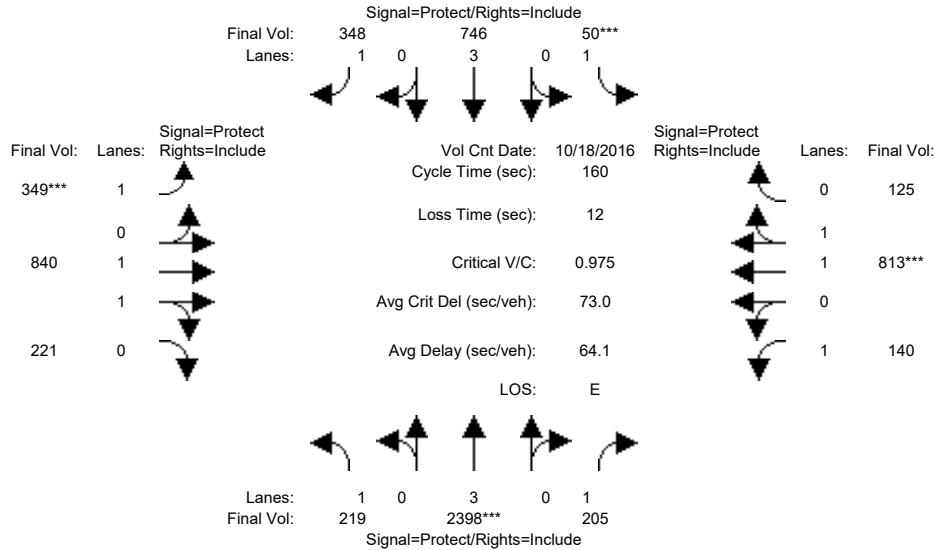 Signal=Protect/Rights=Include
Final Vol: 348 746 50***
Lanes: 1 0 3 0 1
Signal=Protect Signal=Protect
Final Vol: Lanes: Rights=Include Vol Cnt Date: 10/18/2016 Rights=Include Lanes: Final Vol:
Cycle Time (sec): 160
349*** 1 0 125
Loss Time (sec): 12
0 1
840 1 Critical V/C: 0.975 1 813***
1 Avg Crit Del (sec/veh): 73.0 0
221 0 Avg Delay (sec/veh): 64.1 1 140
LOS: E
Lanes: 1 0 3 0 1
Final Vol: 219 2398*** 205
Signal=Protect/Rights=Include